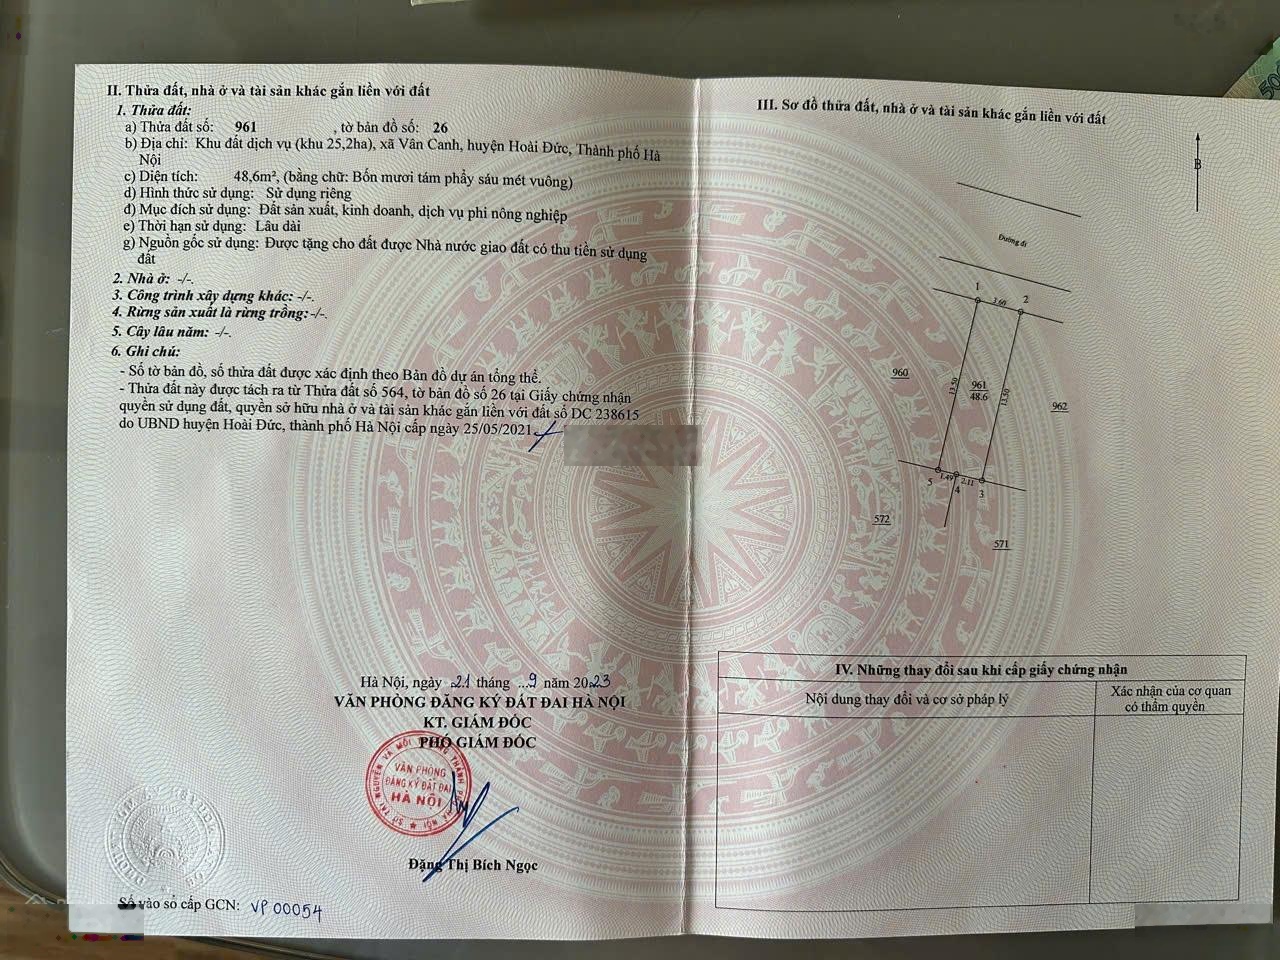 II. Thửa đất, nhà ở và tài sản khác gắn liền với đất
1. Thửa đất:
a) Thửa đất số: 961 , tờ bản đồ số: 26
b) Địa chỉ: Khu đất dịch vụ (khu 25,2ha), xã Vân Canh, huyện Hoài Đức, Thành phố Hà
Nội
c) Diện tích: 48,6m², (bằng chữ: Bốn mươi tám phẩy sáu mét vuông)
d) Hình thức sử dụng: Sử dụng riêng
đ) Mục đích sử dụng: Đất sản xuất, kinh doanh, dịch vụ phi nông nghiệp
e) Thời hạn sử dụng: Lâu dài
g) Nguồn gốc sử dụng: Được tặng cho đất được Nhà nước giao đất có thu tiền sử dụng
đất
2. Nhà ở: -/-.
3. Công trình xây dựng khác: -/-.
4. Rừng sản xuất là rừng trồng:-/-.
5. Cây lâu năm: -/-.
6. Ghi chú:
- Số tờ bản đồ, số thửa đất được xác định theo Bản đồ dự án tổng thể.
- Thửa đất này được tách ra từ Thửa đất số 564, tờ bản đồ số 26 tại Giấy chứng nhận
quyền sử dụng đất, quyền sở hữu nhà ở và tài sản khác gắn liền với đất số DC 238615
do UBND huyện Hoài Đức, thành phố Hà Nội cấp ngày 25/05/2021
Hà Nội, ngày 21 tháng ...9 năm 2023
VĂN PHÒNG ĐĂNG KÝ ĐẤT ĐAI HÀ NỘI
KT. GIÁM ĐỐC
PHÓ GIÁM ĐỐC
SỞ TÀI NGUYÊN VÀ MÔI TRƯỜNG THÀNH PHỐ HÀ NỘI
VĂN PHÒNG
ĐĂNG KÝ ĐẤT ĐAI
HÀ NỘI
Đặng Thị Bích Ngọc
Số vào sổ cấp GCN: VP 00054
III. Sơ đồ thửa đất, nhà ở và tài sản khác gắn liền với đất
B
Đường đi
1
3.60
2
960
13.50
961
48.6
13.50
962
5
1.49
4
2.11
3
572
571
IV. Những thay đổi sau khi cấp giấy chứng nhận
Nội dung thay đổi và cơ sở pháp lý
Xác nhận của cơ quan
có thẩm quyền